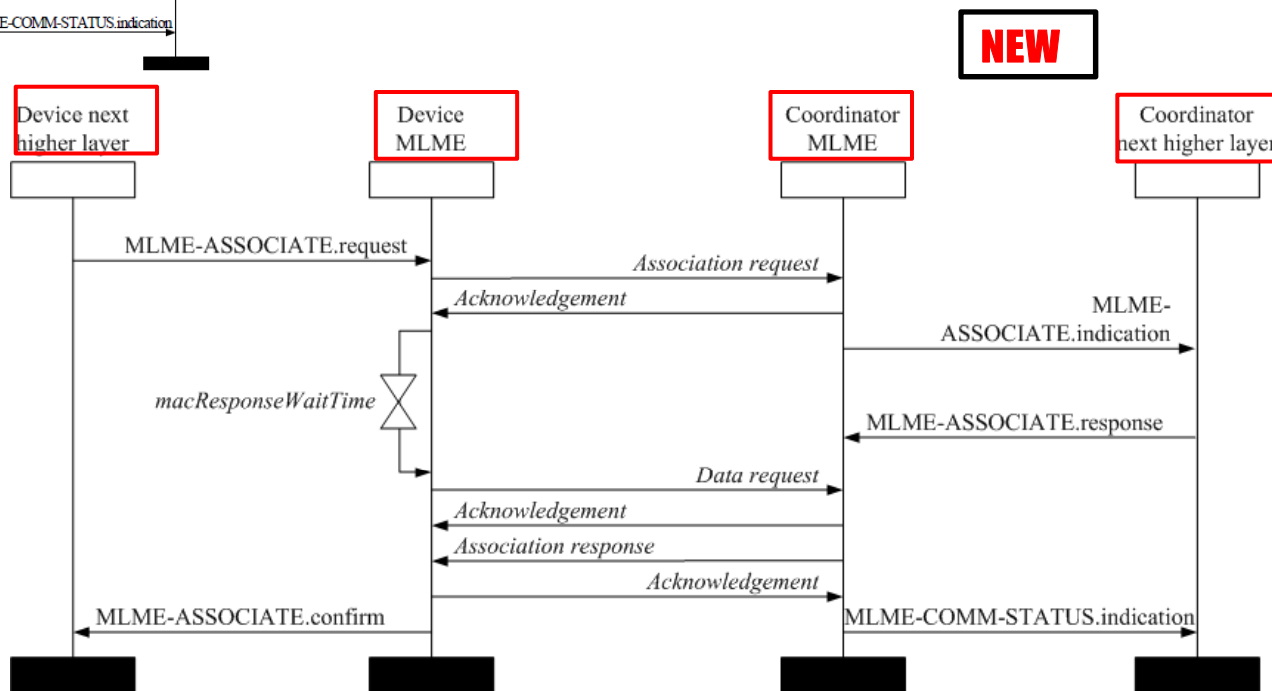 E-COMM-STATUS.indication
NEW
Device next
higher layer
Device
MLME
Coordinator
MLME
Coordinator
next higher layer
MLME-ASSOCIATE.request
Association request
Acknowledgement
MLME-
ASSOCIATE.indication
macResponseWaitTime
MLME-ASSOCIATE.response
Data request
Acknowledgement
Association response
Acknowledgement
MLME-ASSOCIATE.confirm
MLME-COMM-STATUS.indication